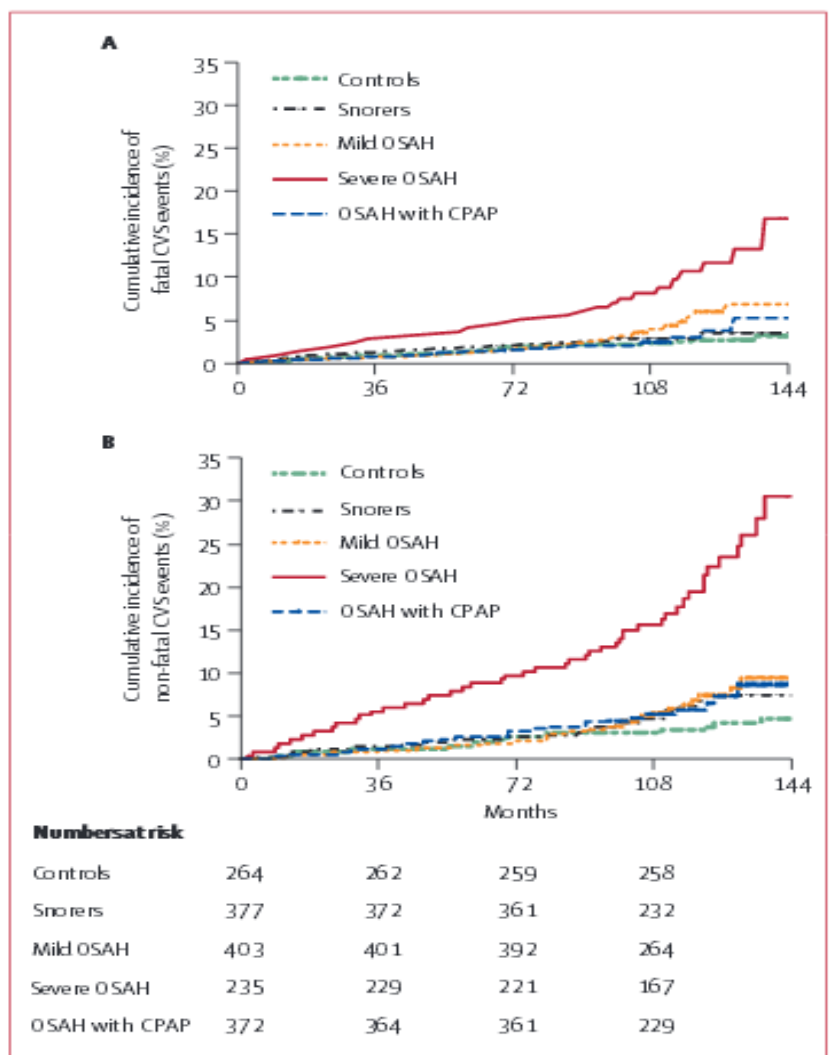 A
Cumulative incidence of
fatal CVS events (%)
35
30
25
20
15
10
5
0
Controls
Snorers
Mild OSAH
Severe OSAH
OSAH with CPAP
0 36 72 108 144
B
Cumulative incidence of
non-fatal CVS events (%)
35
30
25
20
15
10
5
0
Controls
Snorers
Mild OSAH
Severe OSAH
OSAH with CPAP
0 36 72 108 144
Months
Numbers at risk
Controls 264 262 259 258
Snorers 377 372 361 232
Mild OSAH 403 401 392 264
Severe OSAH 235 229 221 167
OSAH with CPAP 372 364 361 229